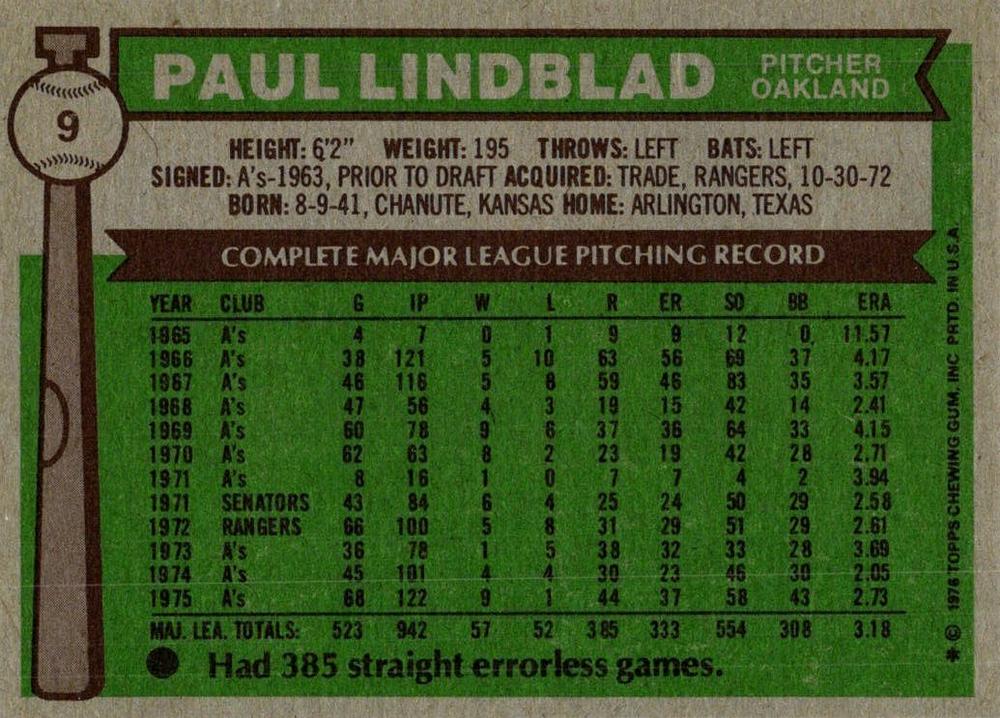 9
PAUL LINDBLAD
PITCHER
OAKLAND
HEIGHT: 6'2" WEIGHT: 195 THROWS: LEFT BATS: LEFT
SIGNED: A's-1963, PRIOR TO DRAFT ACQUIRED: TRADE, RANGERS, 10-30-72
BORN: 8-9-41, CHANUTE, KANSAS HOME: ARLINGTON, TEXAS
COMPLETE MAJOR LEAGUE PITCHING RECORD
YEAR CLUB G IP W L R ER SO BB ERA
1965 A's 4 7 0 1 9 9 12 0 11.57
1966 A's 38 121 5 10 63 56 69 37 4.17
1967 A's 46 116 5 8 59 46 83 35 3.57
1968 A's 47 56 4 3 19 15 42 14 2.41
1969 A's 60 78 9 6 37 36 64 33 4.15
1970 A's 62 63 8 2 23 19 42 28 2.71
1971 A's 8 16 1 0 7 7 4 2 3.94
1971 SENATORS 43 84 6 4 25 24 50 29 2.58
1972 RANGERS 66 100 5 8 31 29 51 29 2.61
1973 A's 36 78 1 5 38 32 33 28 3.69
1974 A's 45 101 4 4 30 23 46 30 2.05
1975 A's 68 122 9 1 44 37 58 43 2.73
MAJ. LEA. TOTALS: 523 942 57 52 385 333 554 308 3.18
Had 385 straight errorless games.
* © 1976 TOPPS CHEWING GUM, INC PRTD. IN U.S.A.